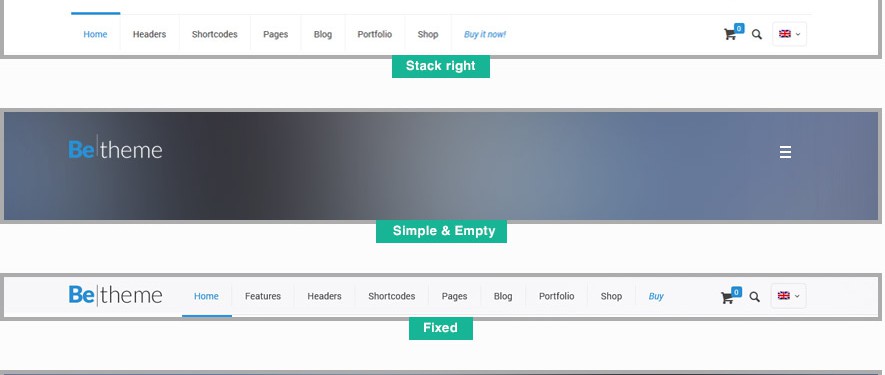 Home Headers Shortcodes Pages Blog Portfolio Shop Buy it now! 0
Stack right
Be theme
Simple & Empty
Be theme Home Features Headers Shortcodes Pages Blog Portfolio Shop Buy 0
Fixed